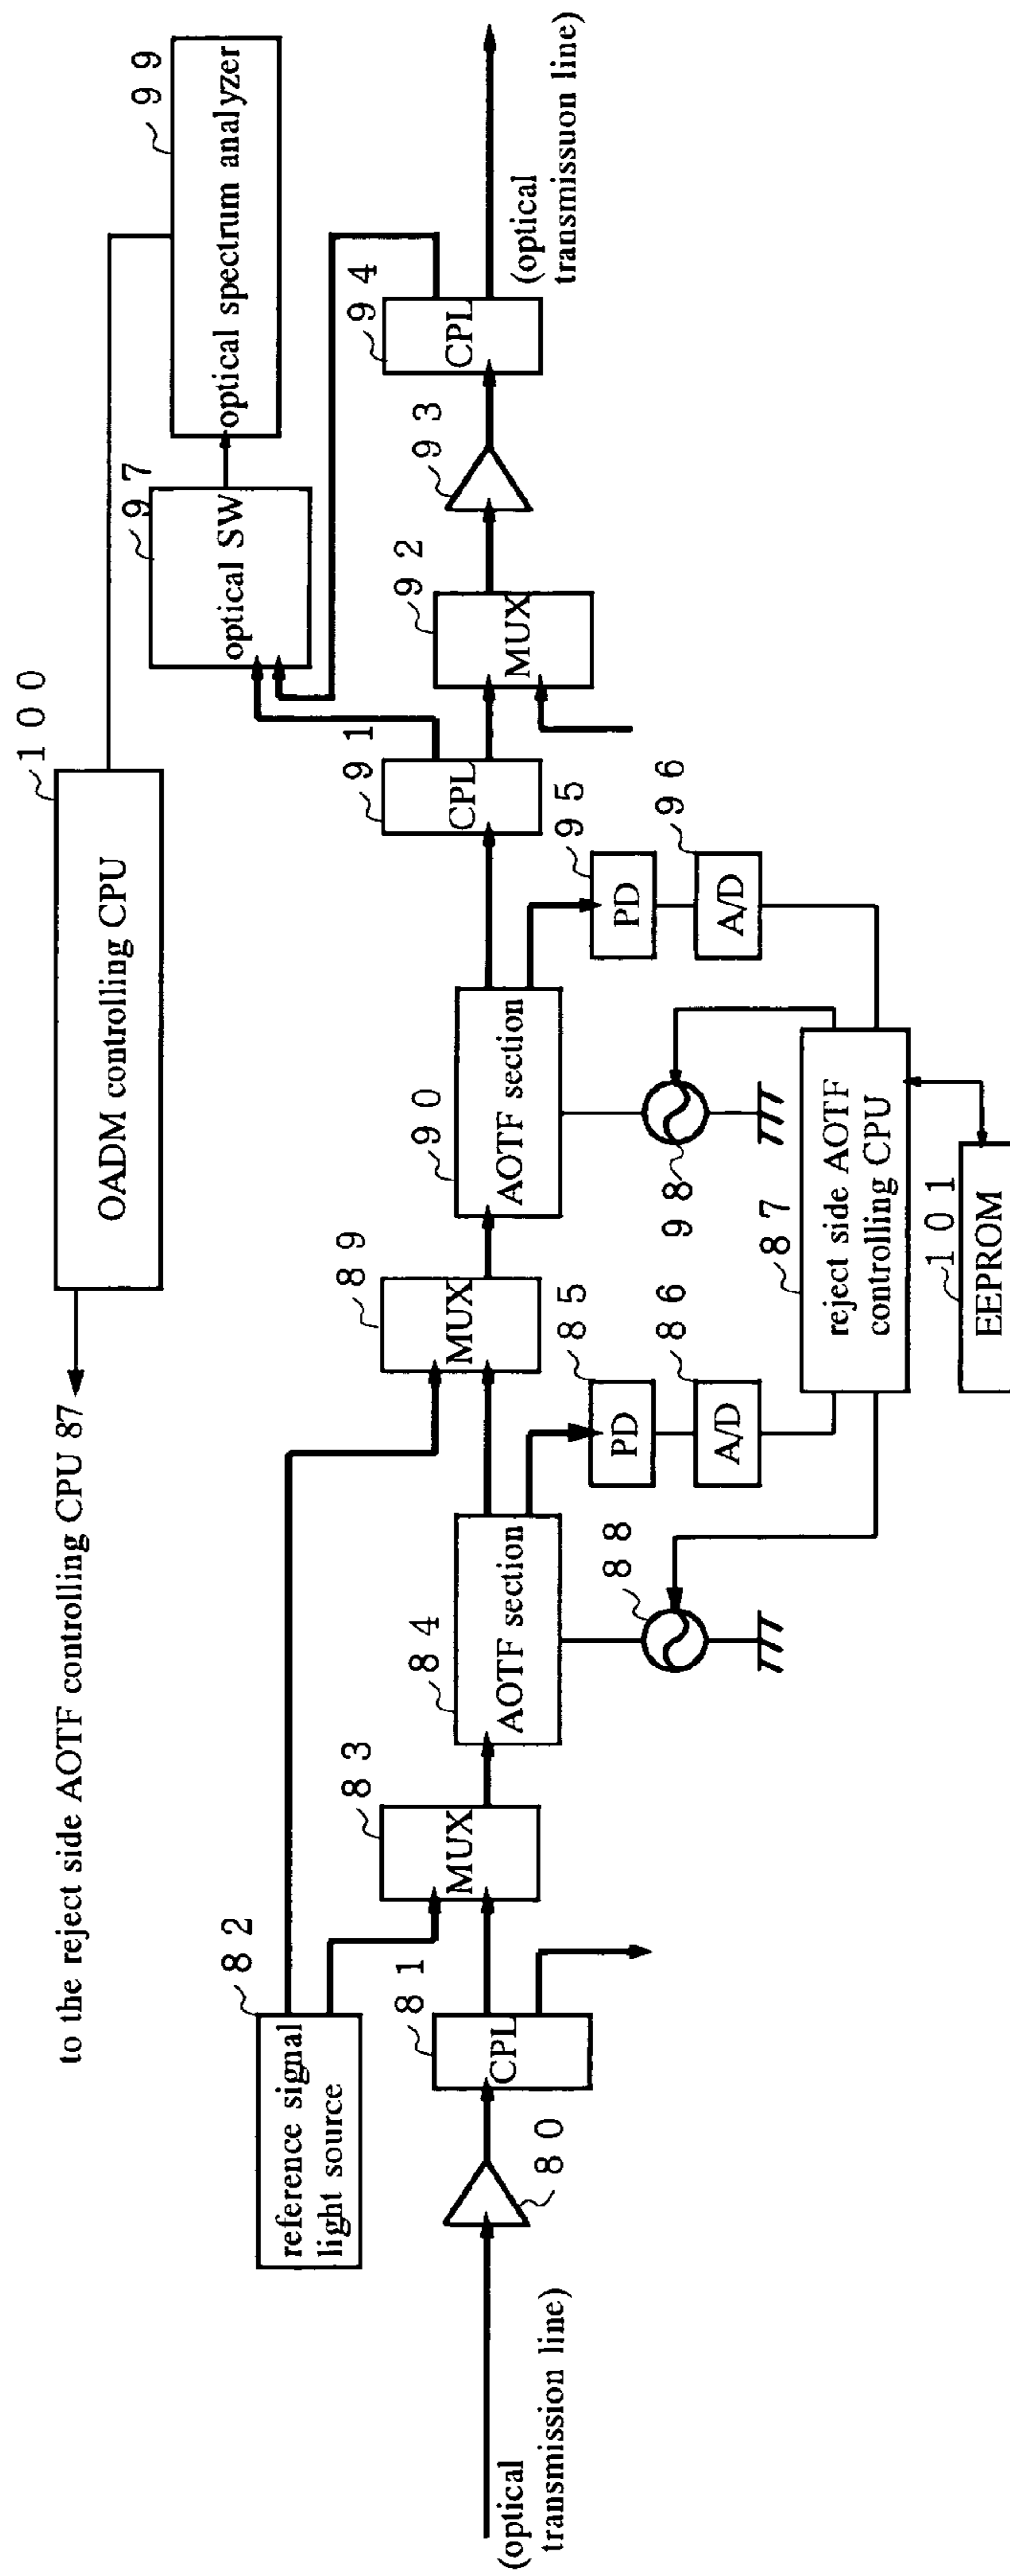 to the reject side AOTF controlling CPU 87
OADM controlling CPU
100
optical SW
97
optical spectrum analyzer
99
reference signal
light source
82
(optical
transmission line)
80
CPL
81
MUX
83
AOTF section
84
MUX
89
AOTF section
90
CPL
91
MUX
92
93
CPL
94
(optical
transmissuon line)
88
PD
85
A/D
86
98
PD
95
A/D
96
reject side AOTF
controlling CPU
87
EEPROM
101